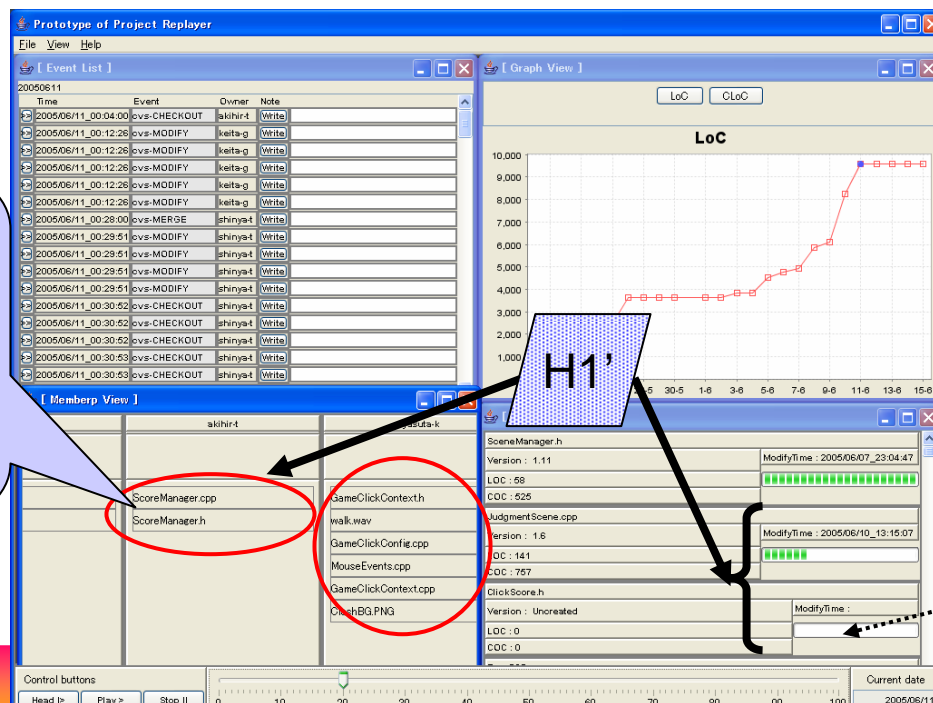 Prototype of Project Replayer
File View Help
[ Event List ]
20050611
Time Event Owner Note
2005/06/11_00:04:00 cvs-CHECKOUT akihir-t Write
2005/06/11_00:12:26 cvs-MODIFY keita-g Write
2005/06/11_00:12:26 cvs-MODIFY keita-g Write
2005/06/11_00:12:26 cvs-MODIFY keita-g Write
2005/06/11_00:12:26 cvs-MODIFY keita-g Write
2005/06/11_00:12:26 cvs-MODIFY keita-g Write
2005/06/11_00:28:00 cvs-MERGE shinya-t Write
2005/06/11_00:29:51 cvs-MODIFY shinya-t Write
2005/06/11_00:29:51 cvs-MODIFY shinya-t Write
2005/06/11_00:29:51 cvs-MODIFY shinya-t Write
2005/06/11_00:29:51 cvs-MODIFY shinya-t Write
2005/06/11_00:30:52 cvs-CHECKOUT shinya-t Write
2005/06/11_00:30:52 cvs-CHECKOUT shinya-t Write
2005/06/11_00:30:52 cvs-CHECKOUT shinya-t Write
2005/06/11_00:30:53 cvs-CHECKOUT shinya-t Write
2005/06/11_00:30:53 cvs-CHECKOUT shinya-t Write
[ Graph View ]
LoC CLoC
LoC
10,000
9,000
8,000
7,000
6,000
5,000
4,000
3,000
2,000
1,000
30-5 1-6 3-6 5-6 7-6 9-6 11-6 13-6 15-6
H1'
[ Memberp View ]
akihir-t
ScoreManager.cpp
ScoreManager.h
GameClickContext.h
walk.wav
GameClickConfig.cpp
MouseEvents.cpp
GameClickContext.cpp
SceneManager.h
Version : 1.11
ModifyTime : 2005/06/07_23:04:47
LOC : 58
COC : 525
JudgmentScene.cpp
Version : 1.6
ModifyTime : 2005/06/10_13:15:07
LOC : 141
COC : 757
ClickScore.h
Version : Uncreated
ModifyTime :
LOC : 0
COC : 0
Control buttons
Head |> Play > Stop ||
0 10 20 30 40 50 60 70 80 90 100
Current date
2005/06/11